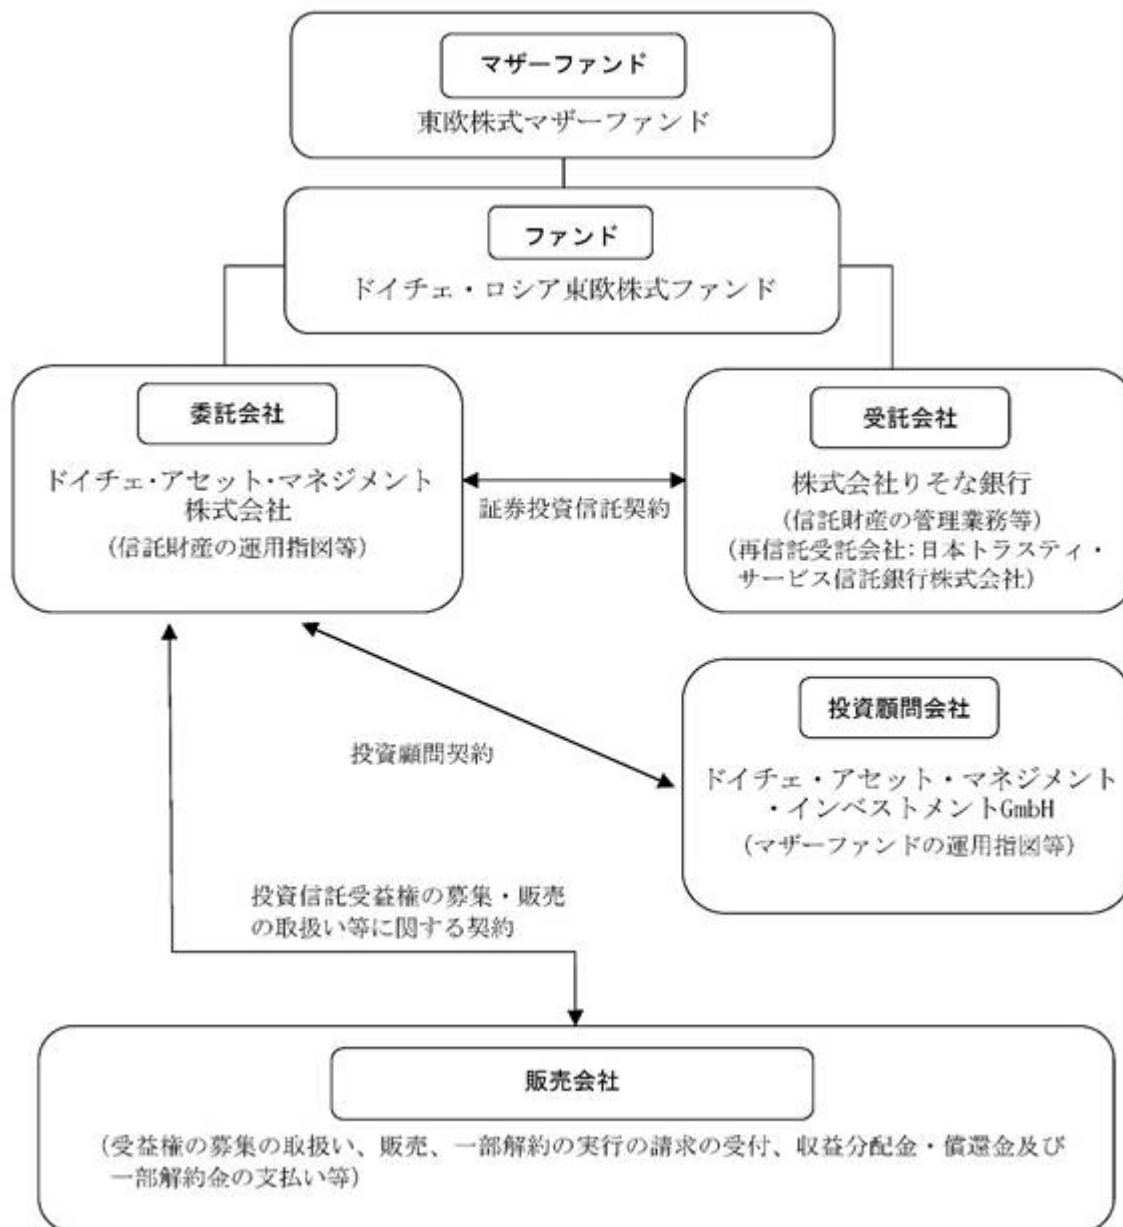 マザーファンド
東欧株式マザーファンド
ファンド
ドイチェ・ロシア東欧株式ファンド
委託会社
ドイチェ・アセット・マネジメント
株式会社
(信託財産の運用指図等)
証券投資信託契約
受託会社
株式会社りそな銀行
(信託財産の管理業務等)
(再信託受託会社:日本トラスティ・
サービス信託銀行株式会社)
投資顧問契約
投資顧問会社
ドイチェ・アセット・マネジメント
・インベストメントGmbH
(マザーファンドの運用指図等)
投資信託受益権の募集・販売
の取扱い等に関する契約
販売会社
(受益権の募集の取扱い、販売、一部解約の実行の請求の受付、収益分配金・償還金及び
一部解約金の支払い等)